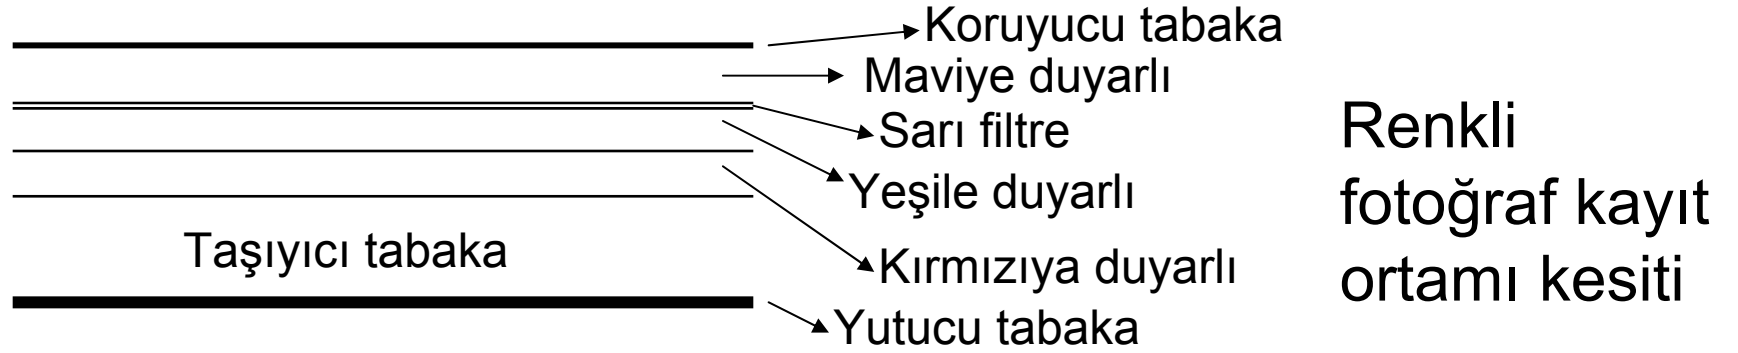 Koruyucu tabaka
Maviye duyarlı
Sarı filtre
Yeşile duyarlı
Taşıyıcı tabaka
Kırmızıya duyarlı
Yutucu tabaka
Renkli
fotoğraf kayıt
ortamı kesiti